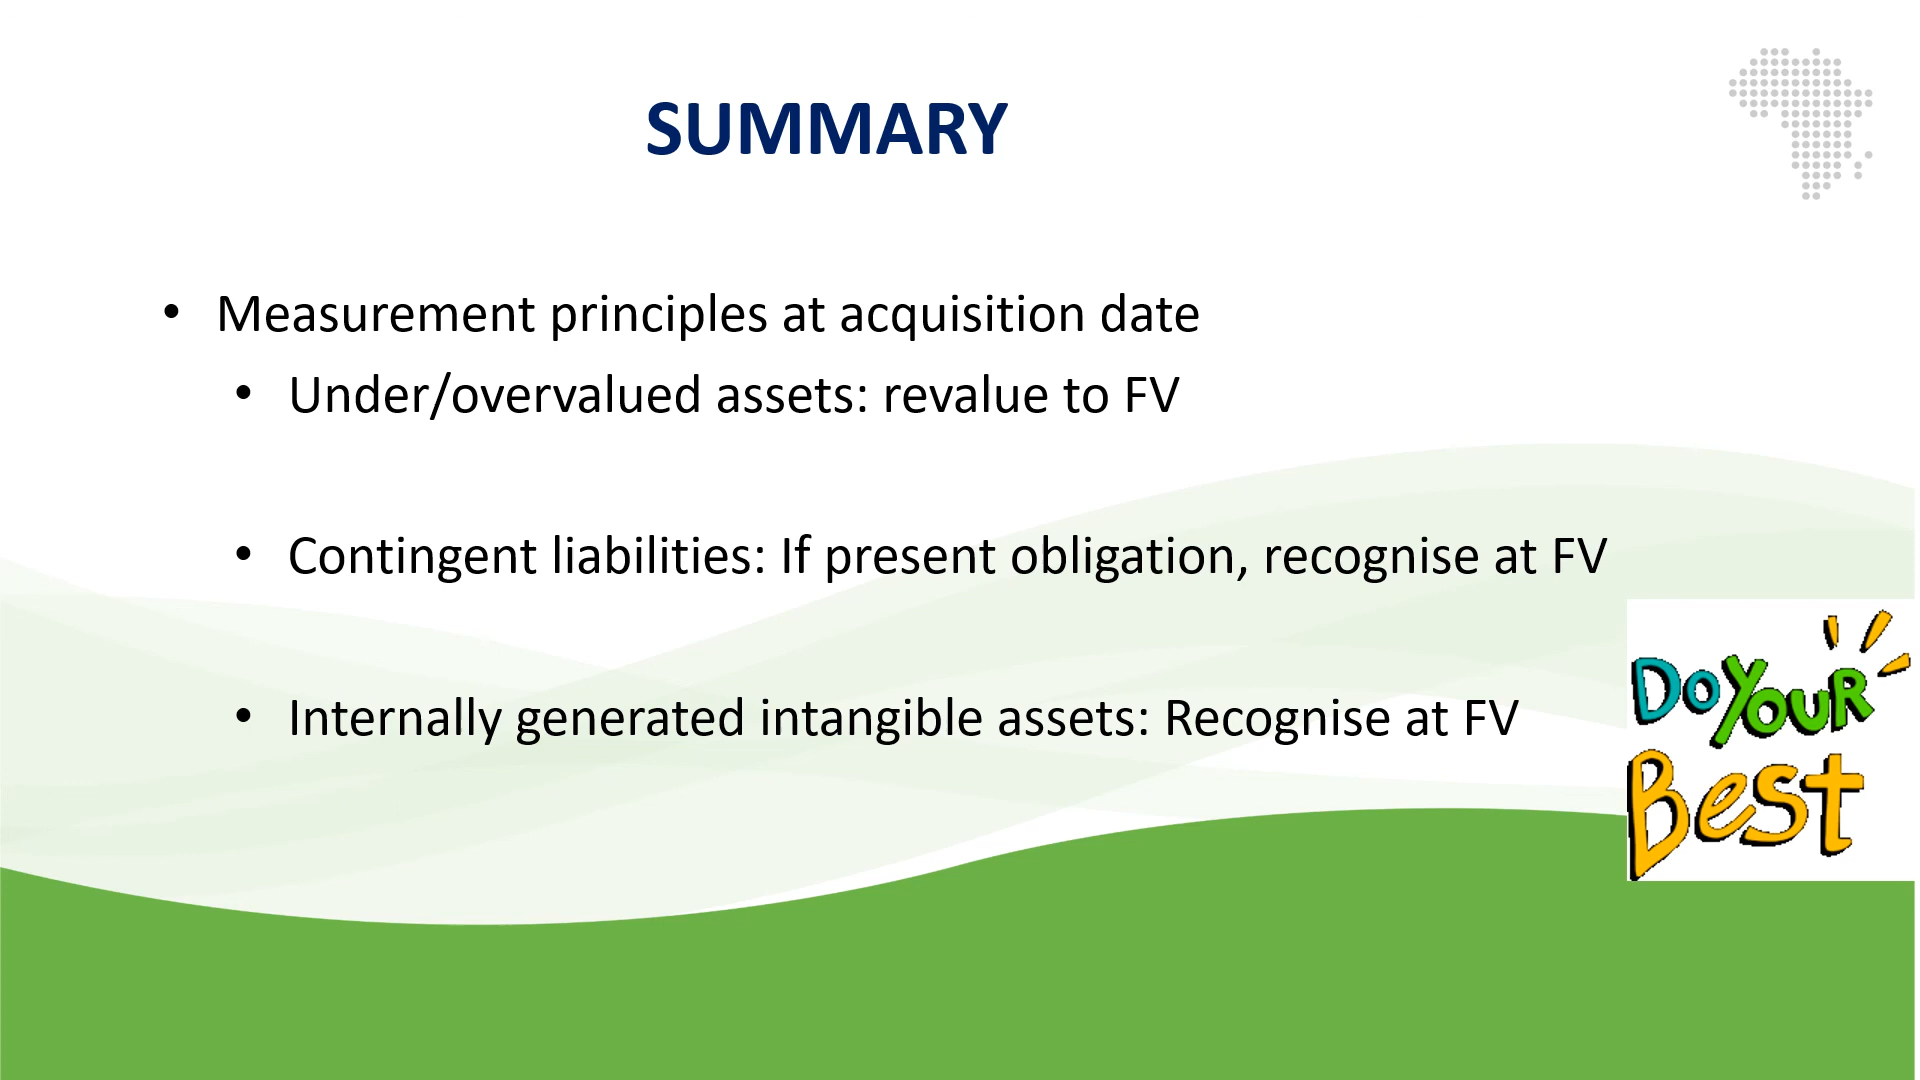 SUMMARY
• Measurement principles at acquisition date
• Under/overvalued assets: revalue to FV
• Contingent liabilities: If present obligation, recognise at FV
• Internally generated intangible assets: Recognise at FV
Do YouR
BesT